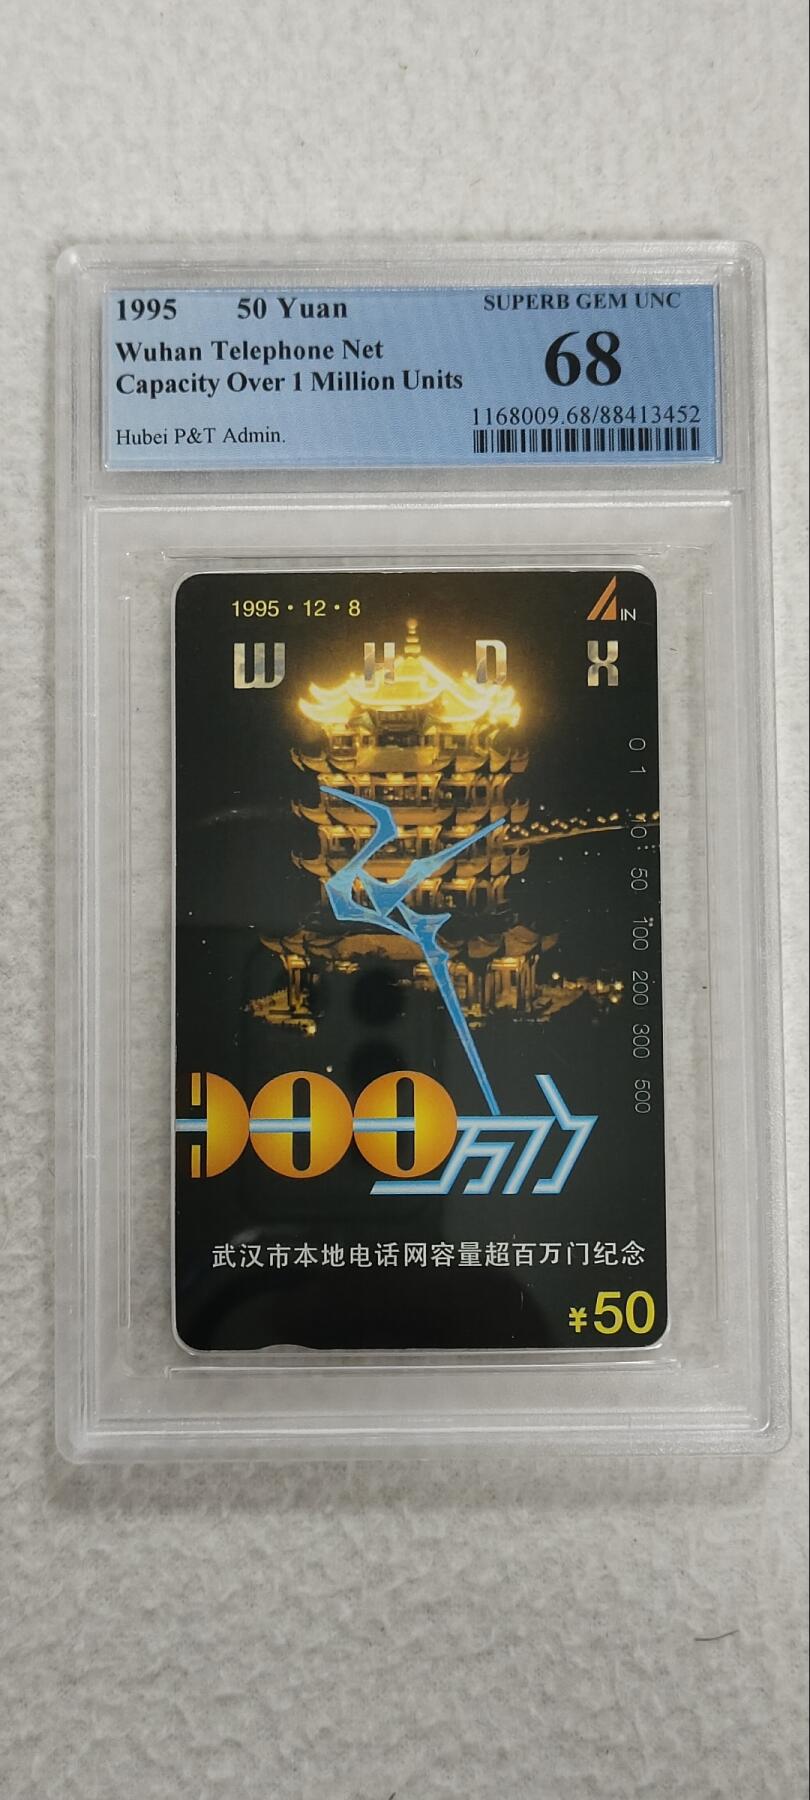 1995 50 Yuan
SUPERB GEM UNC
Wuhan Telephone Net
68
Capacity Over 1 Million Units
1168009.68/88413452
Hubei P&T Admin.
1995·12·8
IN
W H D X
0 1 10 50 100 200 300 500
万门
武汉市本地电话网容量超百万门纪念
¥50